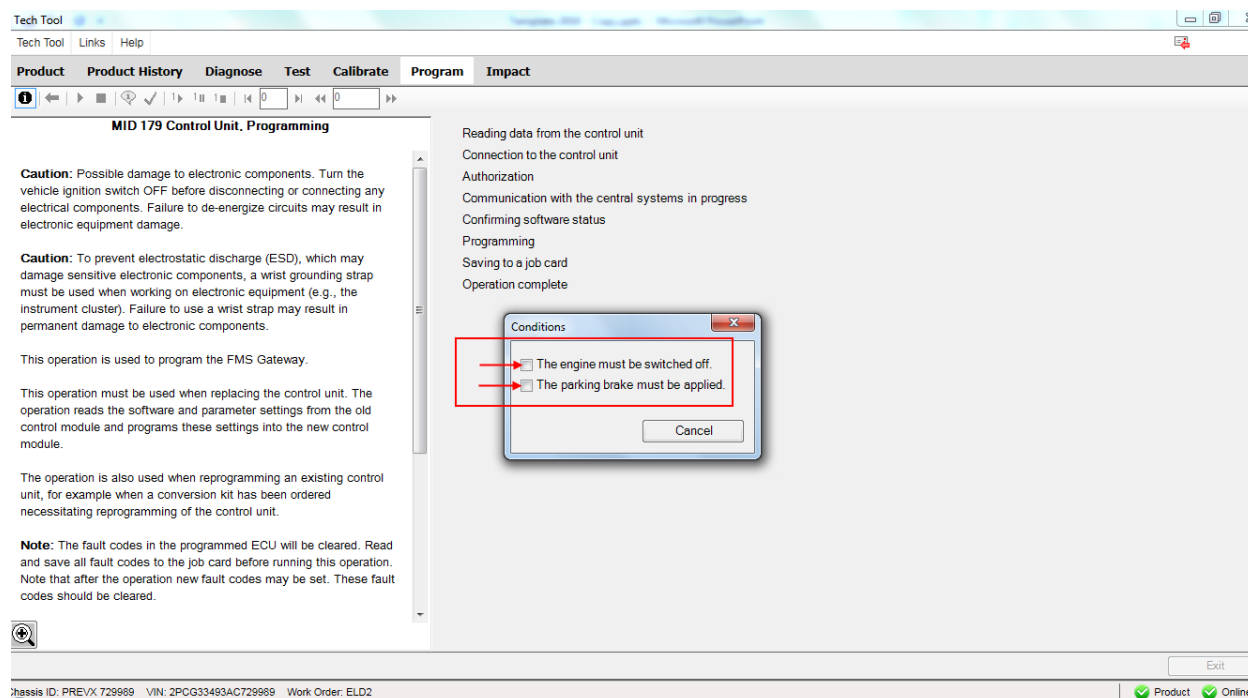 Tech Tool
Tech Tool Links Help
Product Product History Diagnose Test Calibrate Program Impact
0 0
MID 179 Control Unit, Programming
Caution: Possible damage to electronic components. Turn the
vehicle ignition switch OFF before disconnecting or connecting any
electrical components. Failure to de-energize circuits may result in
electronic equipment damage.
Caution: To prevent electrostatic discharge (ESD), which may
damage sensitive electronic components, a wrist grounding strap
must be used when working on electronic equipment (e.g., the
instrument cluster). Failure to use a wrist strap may result in
permanent damage to electronic components.
This operation is used to program the FMS Gateway.
This operation must be used when replacing the control unit. The
operation reads the software and parameter settings from the old
control module and programs these settings into the new control
module.
The operation is also used when reprogramming an existing control
unit, for example when a conversion kit has been ordered
necessitating reprogramming of the control unit.
Note: The fault codes in the programmed ECU will be cleared. Read
and save all fault codes to the job card before running this operation.
Note that after the operation new fault codes may be set. These fault
codes should be cleared.
Reading data from the control unit
Connection to the control unit
Authorization
Communication with the central systems in progress
Confirming software status
Programming
Saving to a job card
Operation complete
Conditions
The engine must be switched off.
The parking brake must be applied.
Cancel
Exit
Chassis ID: PREVX 729989 VIN: 2PCG33493AC729989 Work Order: ELD2
Product Online